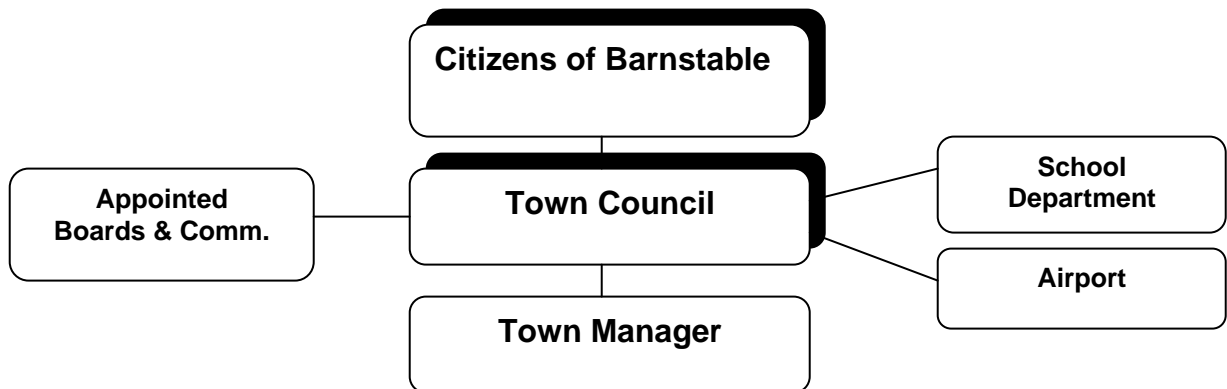 Citizens of Barnstable
Appointed
Boards & Comm.
Town Council
School
Department
Airport
Town Manager